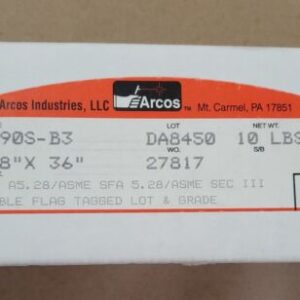 Arcos Industries, LLC
Arcos
Mt. Carmel, PA 17851
LOT NET WT.
90S-B3 DA8450 10 LBS
WO. S/B
8"X 36" 27817
A5.28/ASME SFA 5.28/ASME SEC III
BLE FLAG TAGGED LOT & GRADE